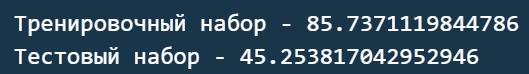 Тренировочный набор - 85.7371119844786
Тестовый набор - 45.253817042952946